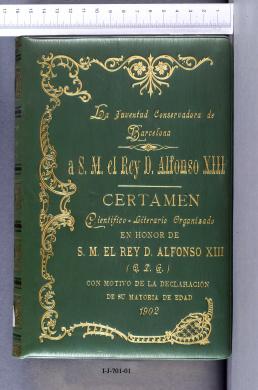 La Juventud Conservadora de
Barcelona
a S. M. el Rey D. Alfonso XIII
CERTAMEN
Científico - Literario Organizado
EN HONOR DE
S. M. EL REY D. ALFONSO XIII
(Q. D. G.)
CON MOTIVO DE LA DECLARACIÓN
DE SU MAYORIA DE EDAD
1902
I-J-701-01